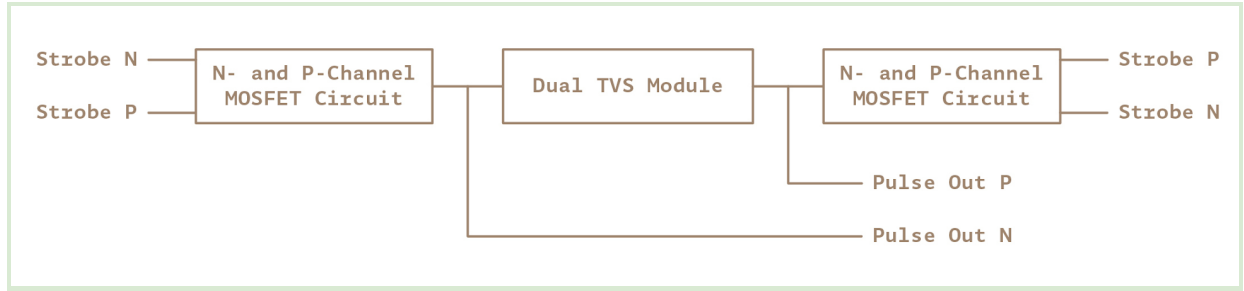 Strobe N
Strobe P
N- and P-Channel
MOSFET Circuit
Dual TVS Module
N- and P-Channel
MOSFET Circuit
Strobe P
Strobe N
Pulse Out P
Pulse Out N